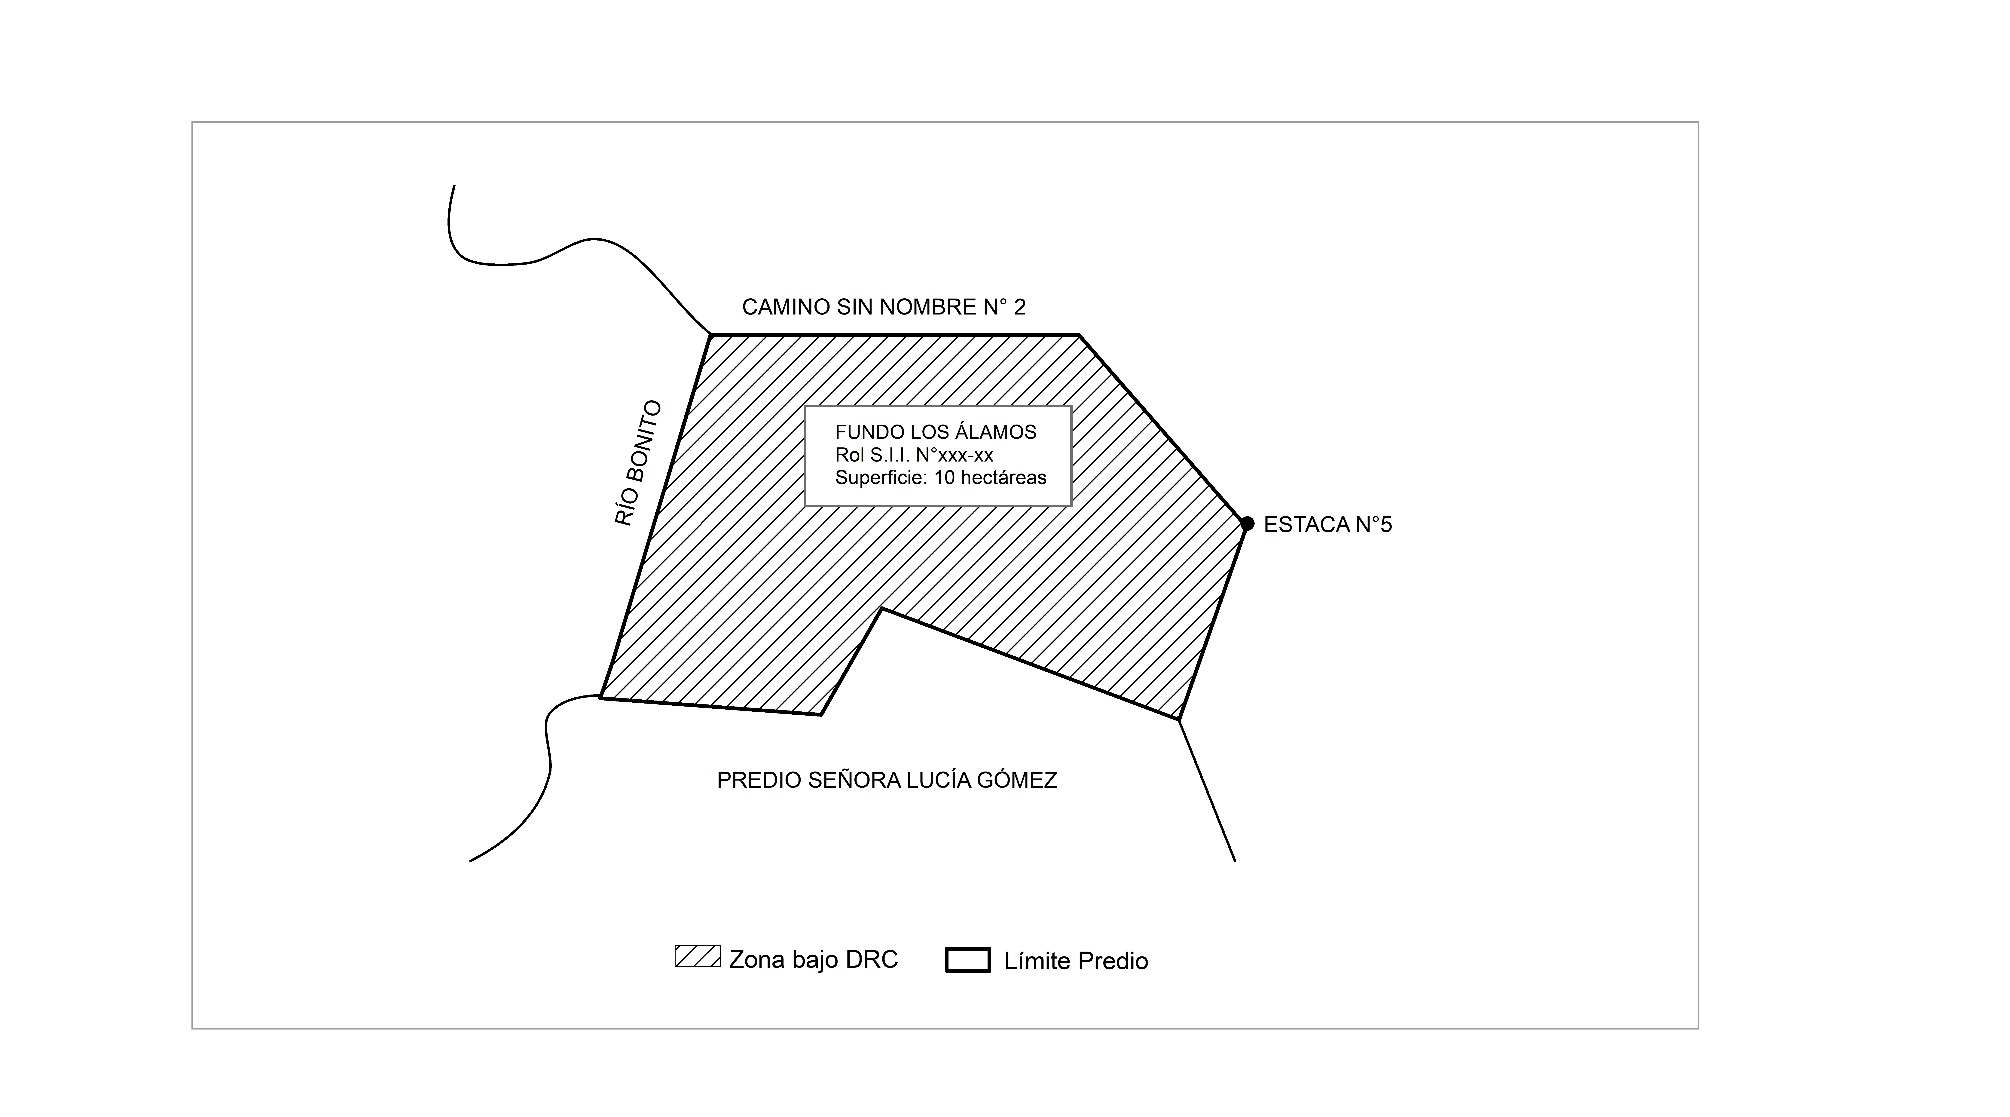 CAMINO SIN NOMBRE N° 2
RÍO BONITO
FUNDO LOS ÁLAMOS
Rol S.I.I. N°xxx-xx
Superficie: 10 hectáreas
ESTACA N°5
PREDIO SEÑORA LUCÍA GÓMEZ
Zona bajo DRC
Límite Predio